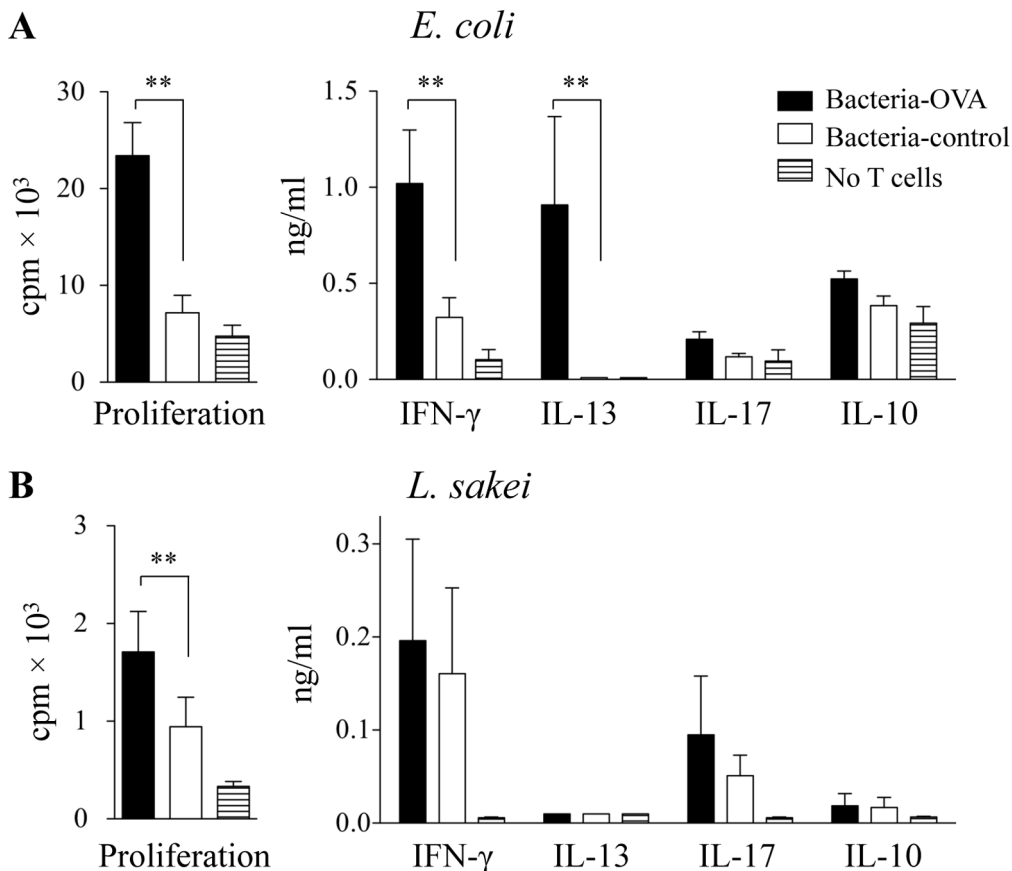 A
E. coli
**
30
20
10
0
cpm × 10³
Proliferation
**
**
1.5
1.0
0.5
0.0
ng/ml
IFN-γ
IL-13
IL-17
IL-10
Bacteria-OVA
Bacteria-control
No T cells
B
L. sakei
**
3
2
1
0
cpm × 10³
Proliferation
0.3
0.2
0.1
0.0
ng/ml
IFN-γ
IL-13
IL-17
IL-10